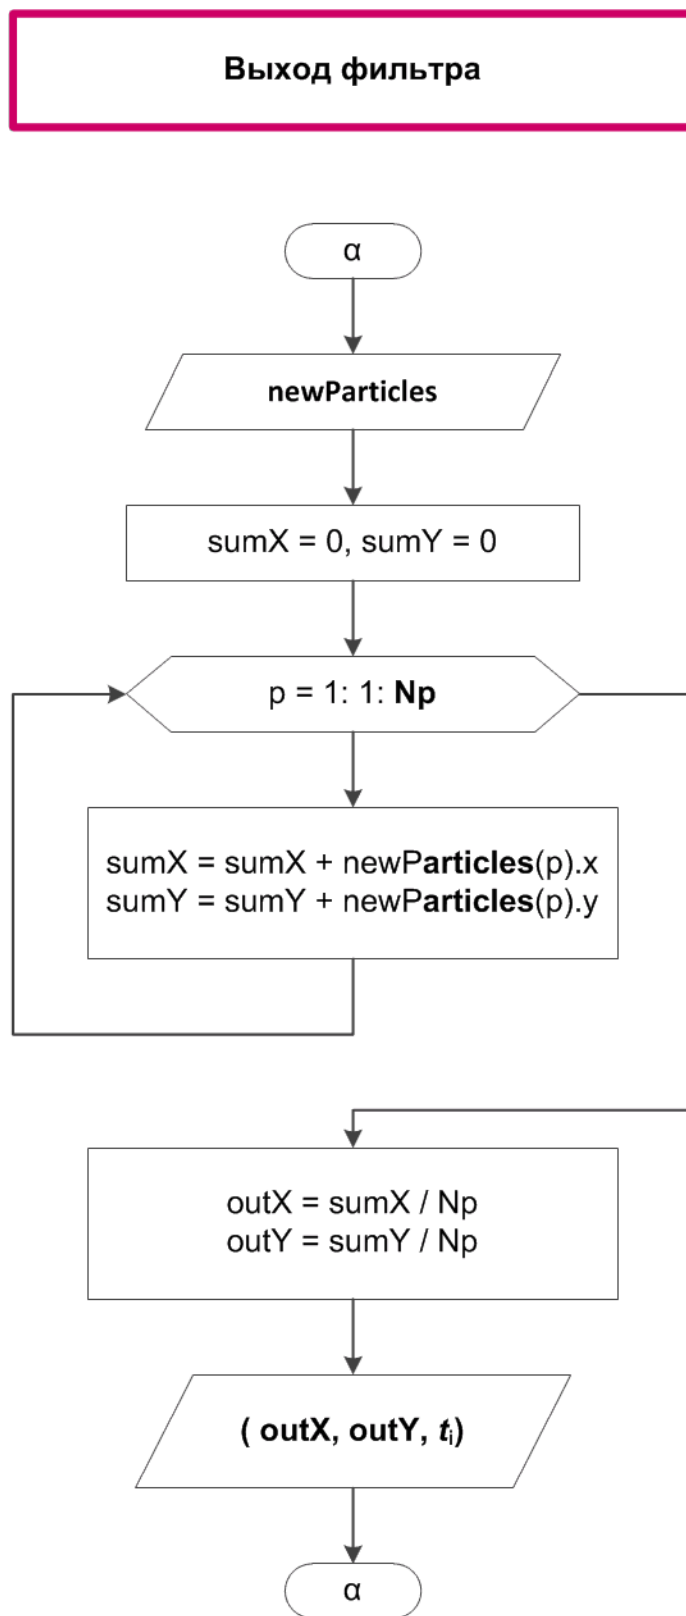 Выход фильтра
α
newParticles
sumX = 0, sumY = 0
p = 1: 1: Np
sumX = sumX + newParticles(p).x
sumY = sumY + newParticles(p).y
outX = sumX / Np
outY = sumY / Np
( outX, outY, tᵢ)
α